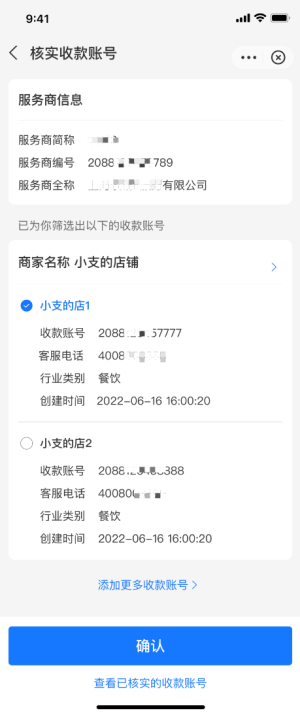 9:41
核实收款账号
服务商信息
服务商简称
服务商编号 2088 789
服务商全称 有限公司
已为你筛选出以下的收款账号
商家名称 小支的店铺
小支的店1
收款账号 2088 57777
客服电话 4008
行业类别 餐饮
创建时间 2022-06-16 16:00:20
小支的店2
收款账号 2088 388
客服电话 40080
行业类别 餐饮
创建时间 2022-06-16 16:00:20
添加更多收款账号
确认
查看已核实的收款账号